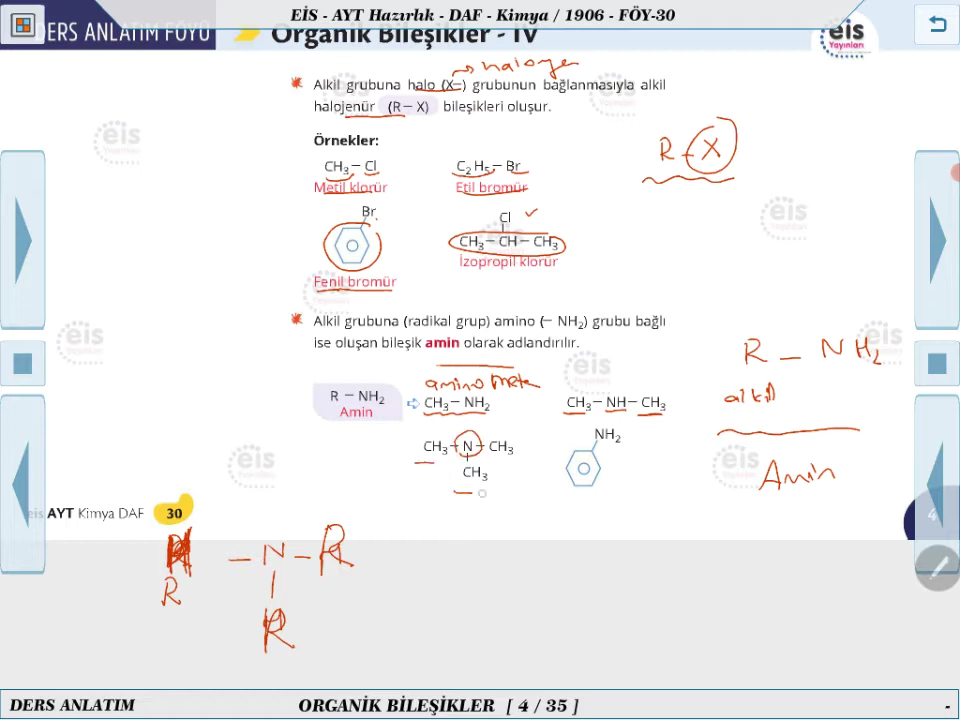 EİS - AYT Hazırlık - DAF - Kimya / 1906 - FÖY-30
DERS ANLATIM FÖYÜ
Organik Bileşikler - IV
eis
Yayınları
Alkil grubuna halo (X–) grubunun bağlanmasıyla alkil
halojenür (R – X) bileşikleri oluşur.
R – X
Örnekler:
CH₃ – Cl
C₂H₅ – Br
Metil klorür
Etil bromür
Br
Cl
CH₃ – CH – CH₃
Fenil bromür
İzopropil klorür
Alkil grubuna (radikal grup) amino (– NH₂) grubu bağlı
ise oluşan bileşik amin olarak adlandırılır.
R – NH₂
alkil
Amin
R – NH₂
Amin
CH₃ – NH₂
CH₃ – NH – CH₃
CH₃ – N – CH₃
CH₃
NH₂
eis AYT Kimya DAF 30
4
R – N – R
R
DERS ANLATIM
ORGANİK BİLEŞİKLER [ 4 / 35 ]
-